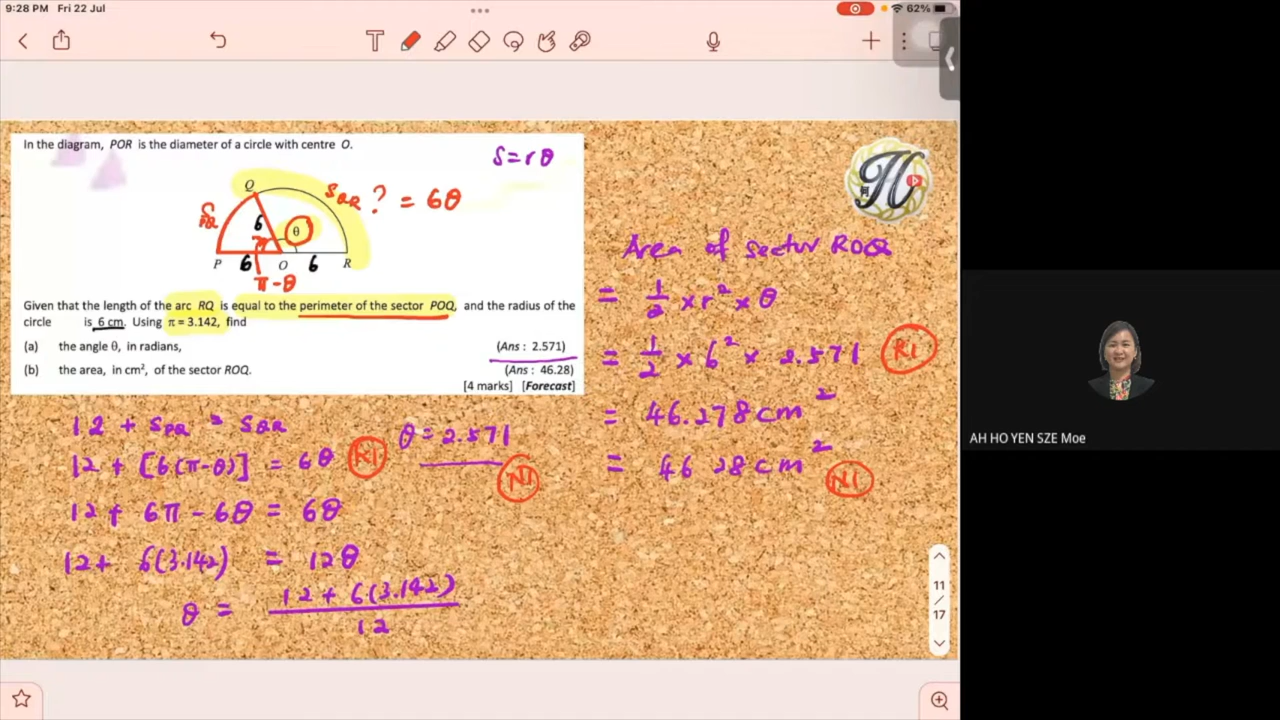 9:28 PM Fri 22 Jul
62%
In the diagram, POR is the diameter of a circle with centre O.
S = rθ
Q
S_QR ? = 6θ
S_PQ
6
θ
P
6
O
6
R
π - θ
Given that the length of the arc RQ is equal to the perimeter of the sector POQ, and the radius of the
circle is 6 cm. Using π = 3.142, find
(a) the angle θ, in radians, (Ans : 2.571)
(b) the area, in cm², of the sector ROQ. (Ans : 46.28)
[4 marks] [Forecast]
12 + S_PQ = S_QR
12 + [6(π-θ)] = 6θ K1
12 + 6π - 6θ = 6θ
12 + 6(3.142) = 12θ
θ = 12 + 6(3.142)
12
θ = 2.571
N1
Area of sector ROQ
= 1/2 × r² × θ
= 1/2 × 6² × 2.571 K1
= 46.278 cm²
= 46 28 cm² N1
H
何
11
/
17
AH HO YEN SZE Moe